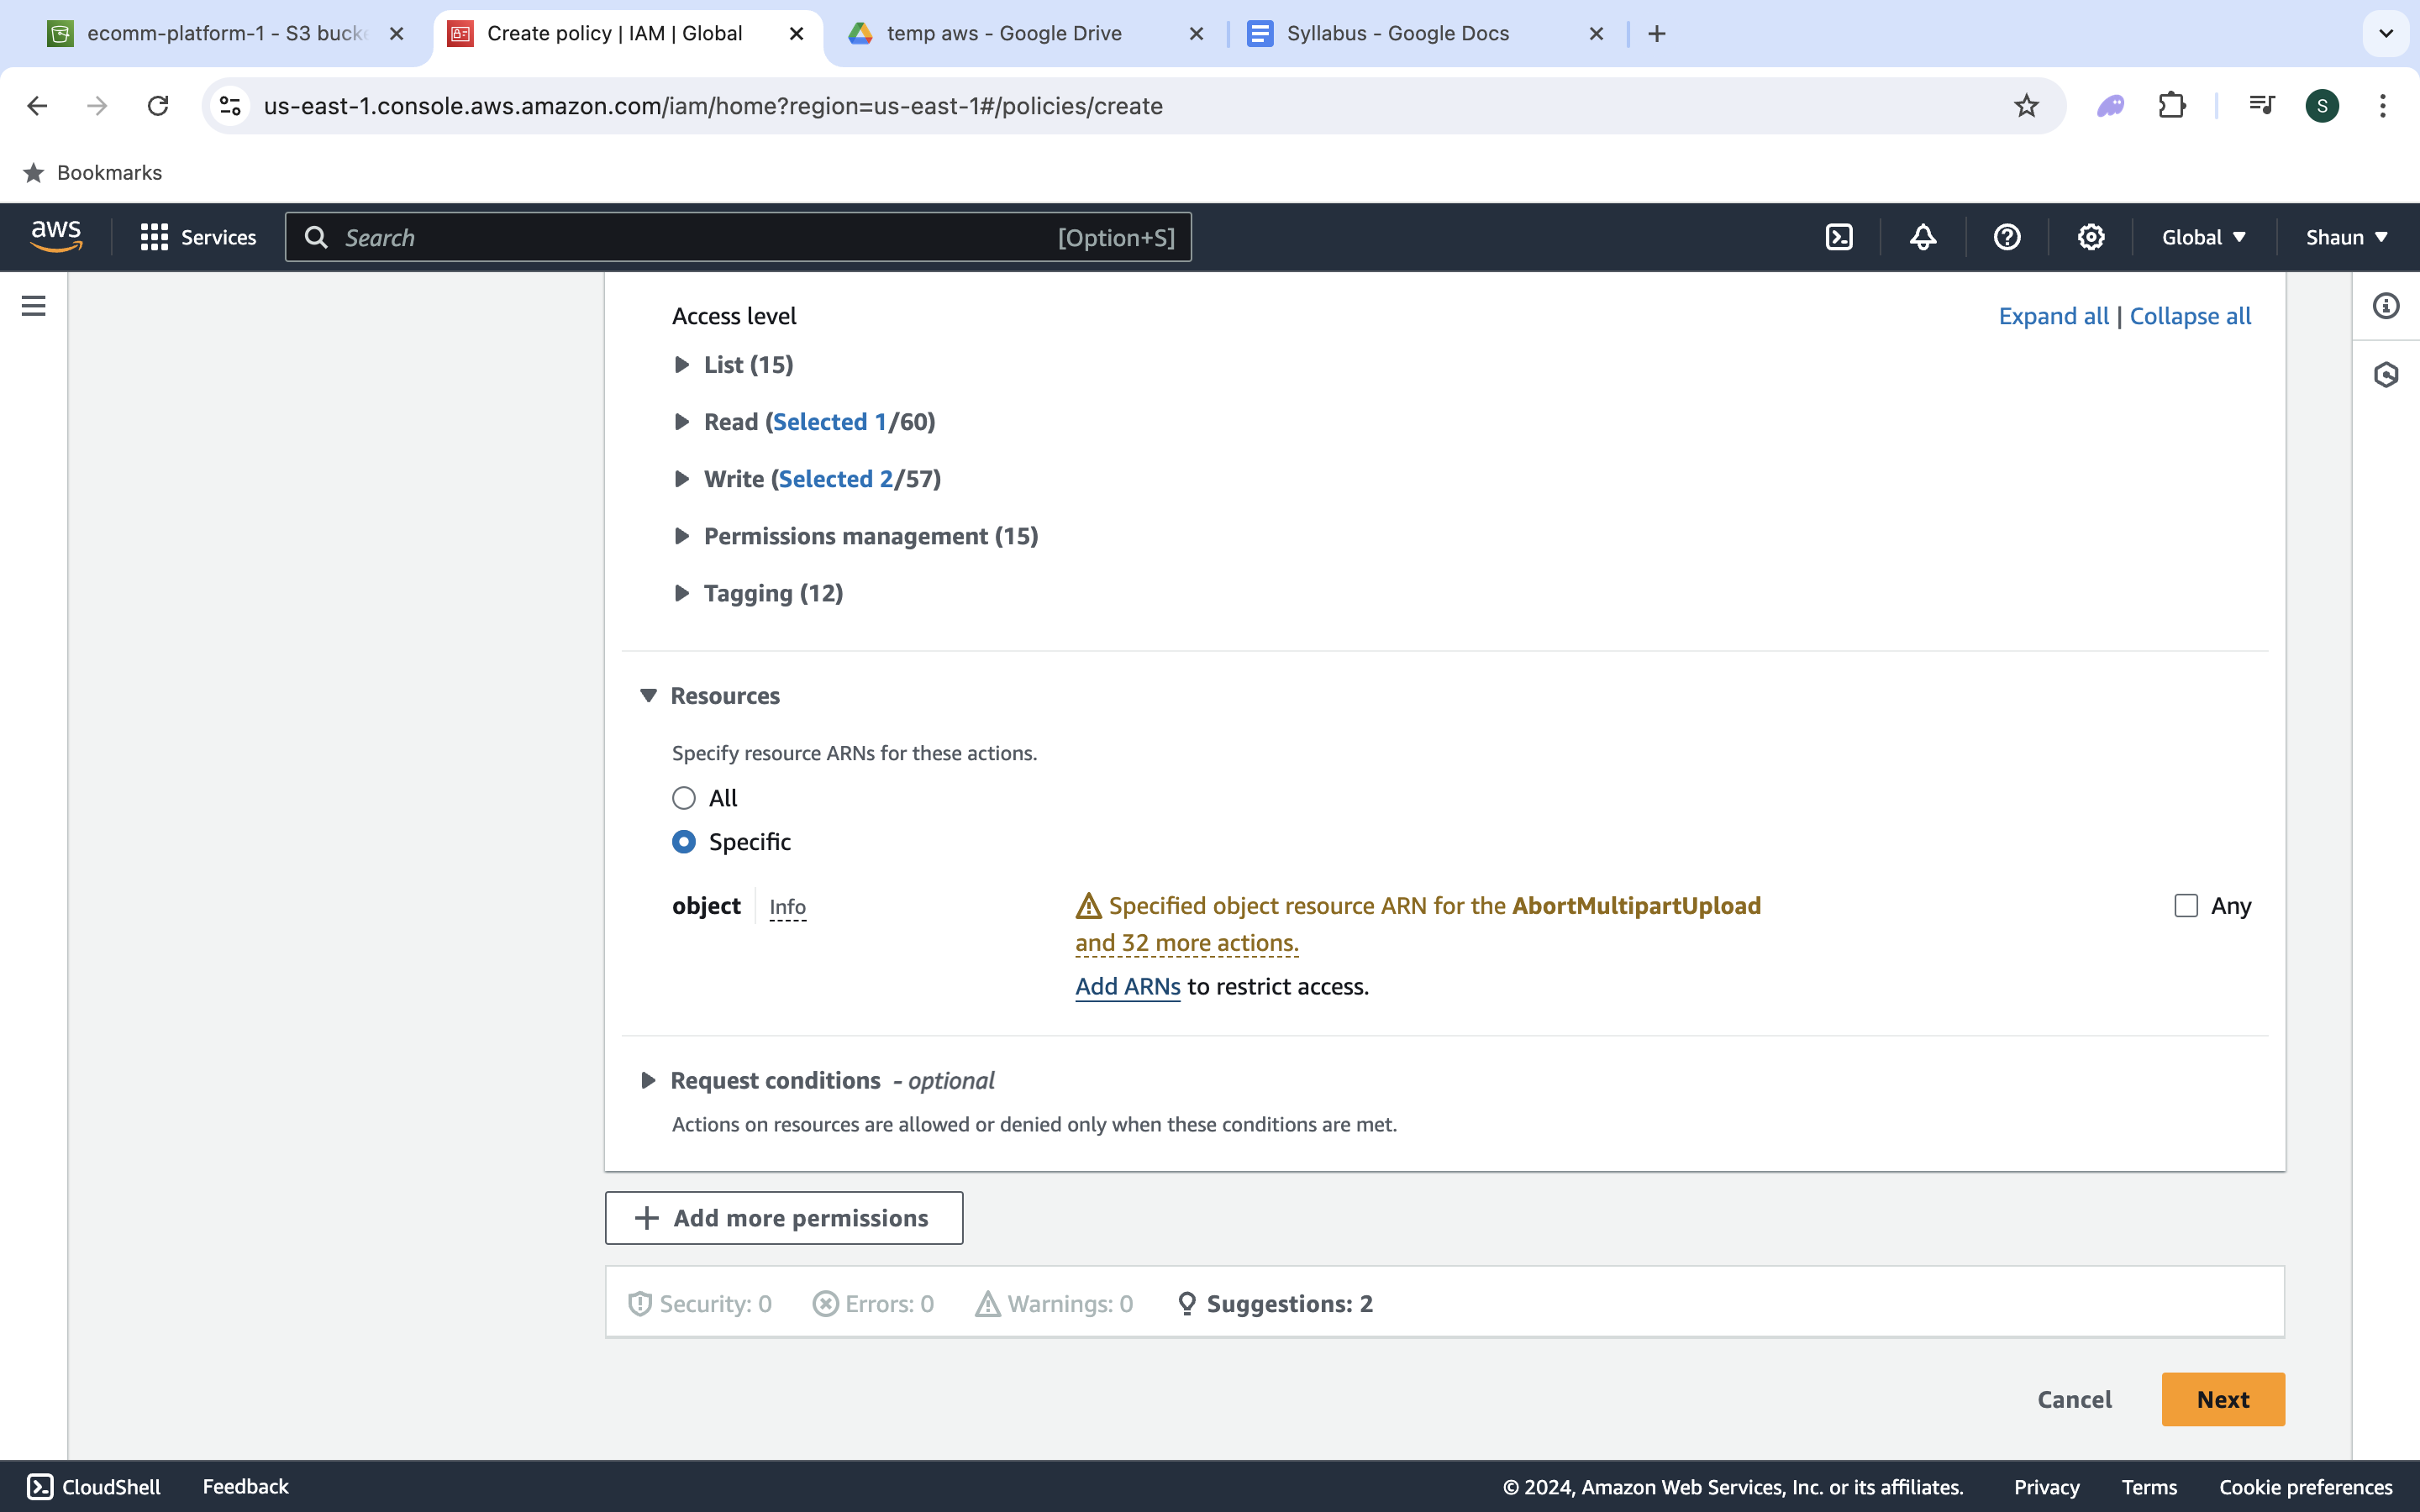 ecomm-platform-1 - S3 bucke
Create policy | IAM | Global
temp aws - Google Drive
Syllabus - Google Docs
us-east-1.console.aws.amazon.com/iam/home?region=us-east-1#/policies/create
S
Bookmarks
aws
Services
Search
[Option+S]
Global
Shaun
Access level
Expand all | Collapse all
List (15)
Read (Selected 1/60)
Write (Selected 2/57)
Permissions management (15)
Tagging (12)
Resources
Specify resource ARNs for these actions.
All
Specific
object
Info
Specified object resource ARN for the AbortMultipartUpload
and 32 more actions.
Any
Add ARNs to restrict access.
Request conditions - optional
Actions on resources are allowed or denied only when these conditions are met.
Add more permissions
Security: 0
Errors: 0
Warnings: 0
Suggestions: 2
Cancel
Next
CloudShell
Feedback
© 2024, Amazon Web Services, Inc. or its affiliates.
Privacy
Terms
Cookie preferences